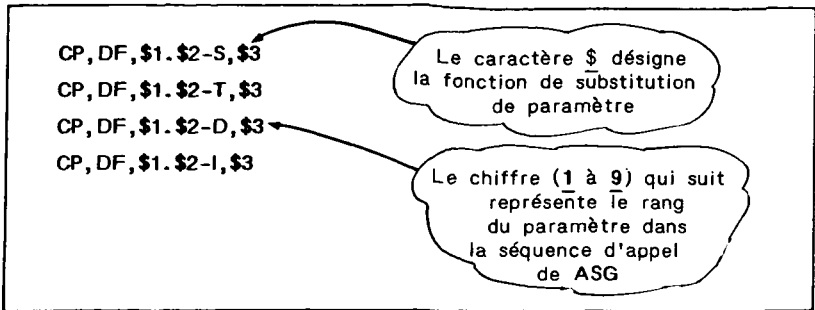 CP,DF,$1.$2-S,$3
CP,DF,$1.$2-T,$3
CP,DF,$1.$2-D,$3
CP,DF,$1.$2-I,$3
Le caractère $ désigne
la fonction de substitution
de paramètre
Le chiffre (1 à 9) qui suit
représente le rang
du paramètre dans
la séquence d'appel
de ASG